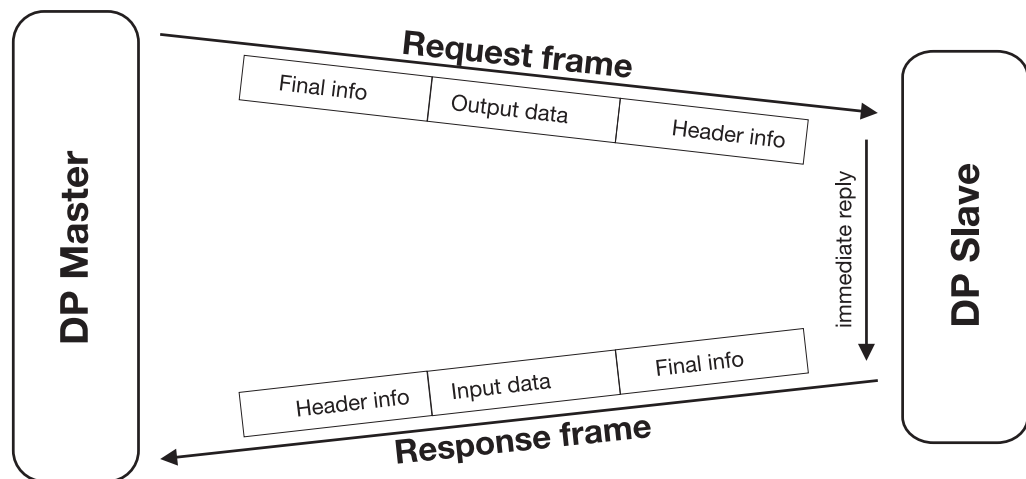 Request frame
Final info
Output data
Header info
DP Master
immediate reply
DP Slave
Header info
Input data
Final info
Response frame